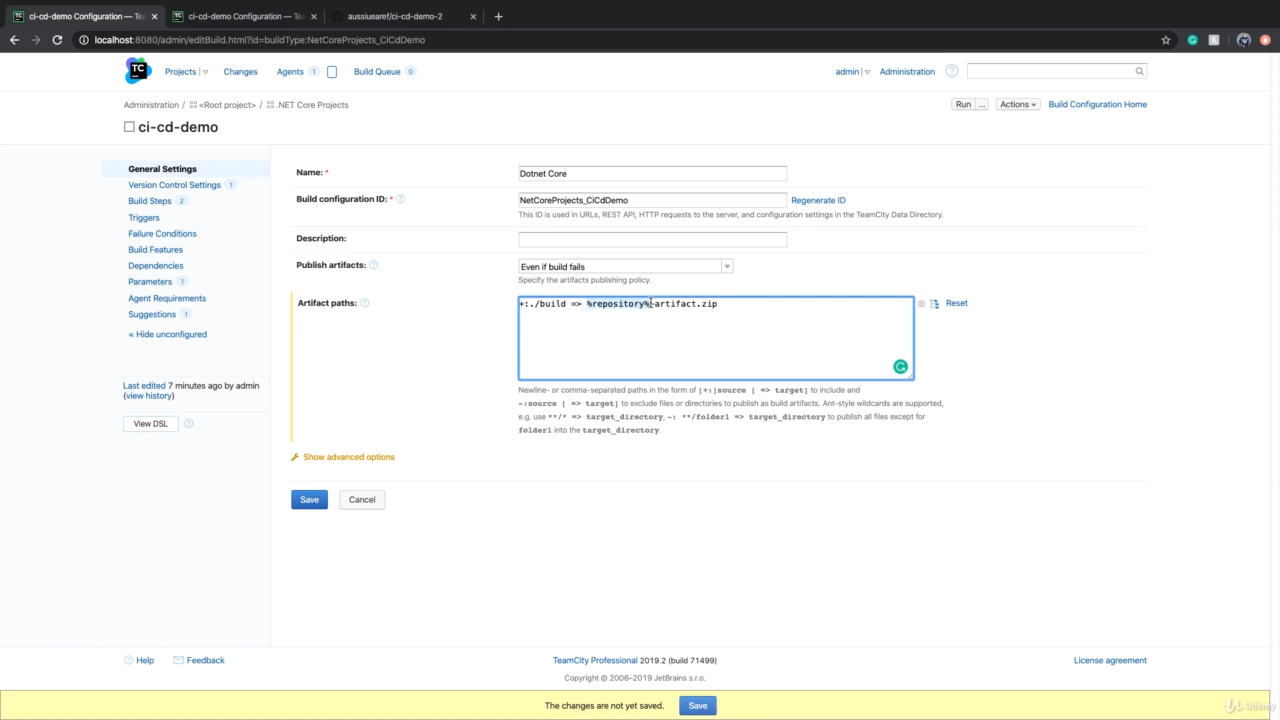 ci-cd-demo Configuration — Tea
ci-cd-demo Configuration — Te
aussiuearef/ci-cd-demo-2
localhost:8080/admin/editBuild.html?id=buildType:NetCoreProjects_CiCdDemo
TC
Projects
Changes
Agents 1
Build Queue 0
admin
Administration
Administration / <Root project> / .NET Core Projects
Run ...
Actions
Build Configuration Home
ci-cd-demo
General Settings
Version Control Settings 1
Build Steps 2
Triggers
Failure Conditions
Build Features
Dependencies
Parameters 1
Agent Requirements
Suggestions 1
« Hide unconfigured
Last edited 7 minutes ago by admin
(view history)
View DSL
Name: *
Dotnet Core
Build configuration ID: *
NetCoreProjects_CiCdDemo
Regenerate ID
This ID is used in URLs, REST API, HTTP requests to the server, and configuration settings in the TeamCity Data Directory.
Description:
Publish artifacts:
Even if build fails
Specify the artifacts publishing policy.
Artifact paths:
+:./build => %repository%-artifact.zip
Reset
Newline- or comma-separated paths in the form of [+:]source [ => target] to include and
-:source [ => target] to exclude files or directories to publish as build artifacts. Ant-style wildcards are supported,
e.g. use **/* => target_directory, -: **/folder1 => target_directory to publish all files except for
folder1 into the target_directory.
Show advanced options
Save
Cancel
Help
Feedback
TeamCity Professional 2019.2 (build 71499)
License agreement
Copyright © 2006–2019 JetBrains s.r.o.
The changes are not yet saved.
Save
Udemy